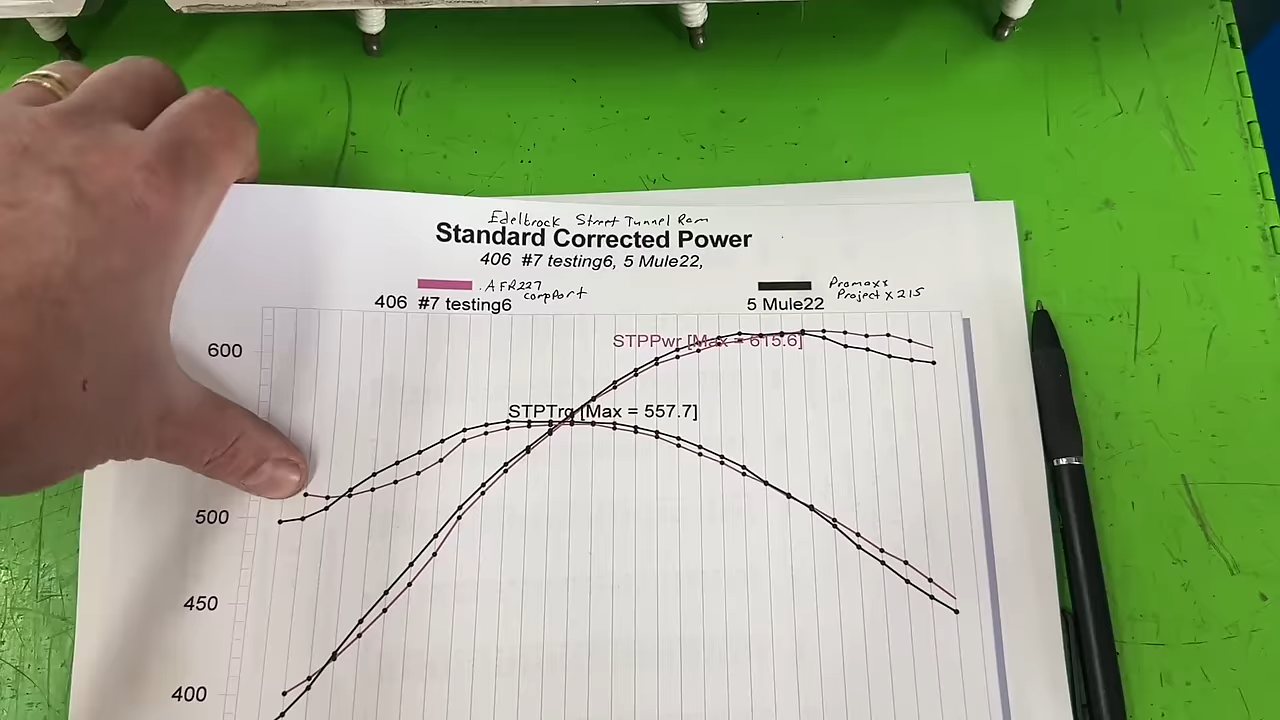 Edelbrock Street Tunnel Ram
Standard Corrected Power
406 #7 testing6, 5 Mule22,
AFR227 compPort
406 #7 testing6
Promaxx
Project X 215
5 Mule22
STPPwr [Max = 615.6]
600
STPTrq [Max = 557.7]
500
450
400